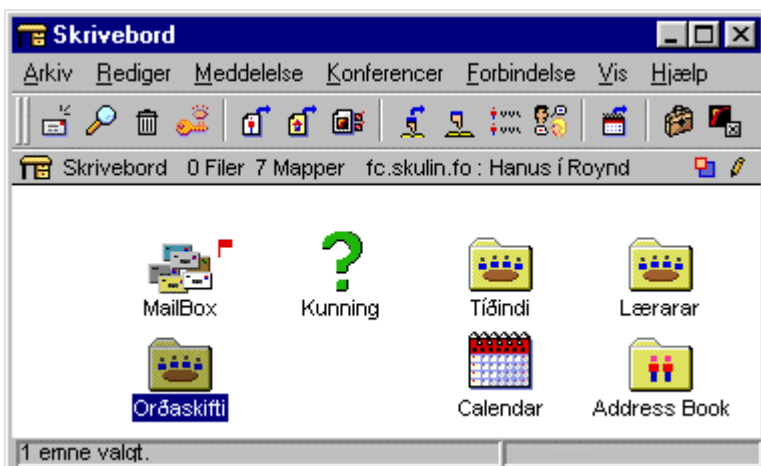 Skrivebord
Arkiv Rediger Meddelelse Konferencer Forbindelse Vis Hjælp
Skrivebord 0 Filer 7 Mapper fc.skulin.fo : Hanus í Roynd
MailBox Kunning Tíðindi Lærarar
Orðaskifti Calendar Address Book
1 emne valgt.